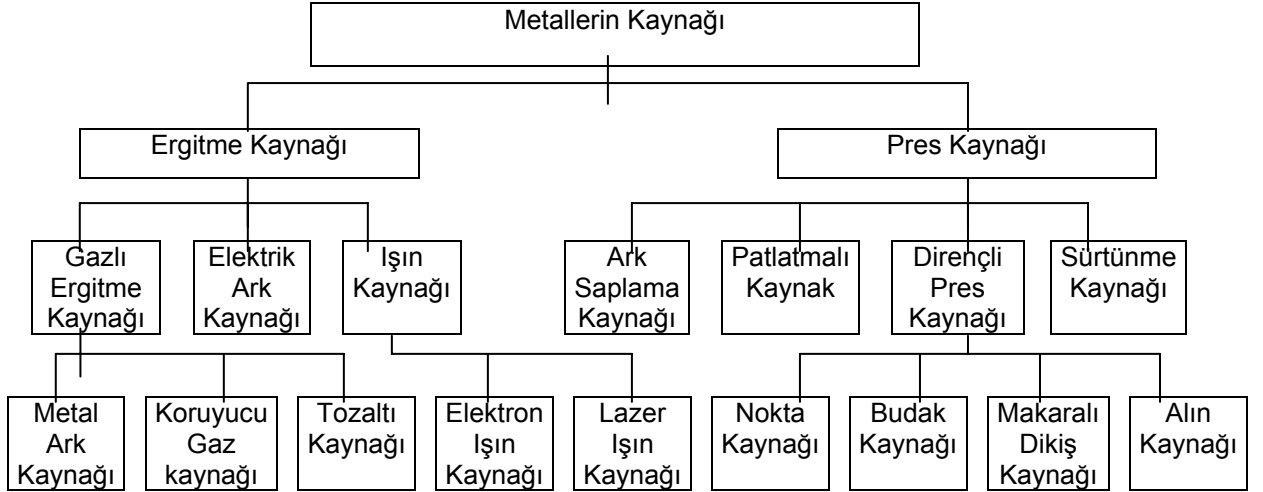 Metallerin Kaynağı
Ergitme Kaynağı
Pres Kaynağı
Gazlı
Ergitme
Kaynağı
Elektrik
Ark
Kaynağı
Işın
Kaynağı
Ark
Saplama
Kaynağı
Patlatmalı
Kaynak
Dirençli
Pres
Kaynağı
Sürtünme
Kaynağı
Metal
Ark
Kaynağı
Koruyucu
Gaz
kaynağı
Tozaltı
Kaynağı
Elektron
Işın
Kaynağı
Lazer
Işın
Kaynağı
Nokta
Kaynağı
Budak
Kaynağı
Makaralı
Dikiş
Kaynağı
Alın
Kaynağı